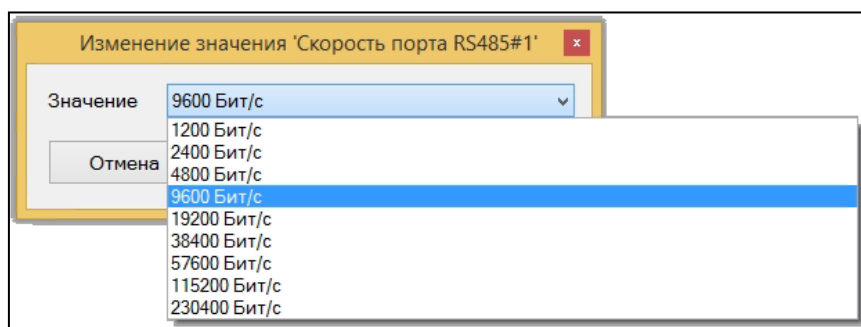 Изменение значения 'Скорость порта RS485#1'
x
Значение 9600 Бит/с
1200 Бит/с
Отмена
2400 Бит/с
4800 Бит/с
9600 Бит/с
19200 Бит/с
38400 Бит/с
57600 Бит/с
115200 Бит/с
230400 Бит/с